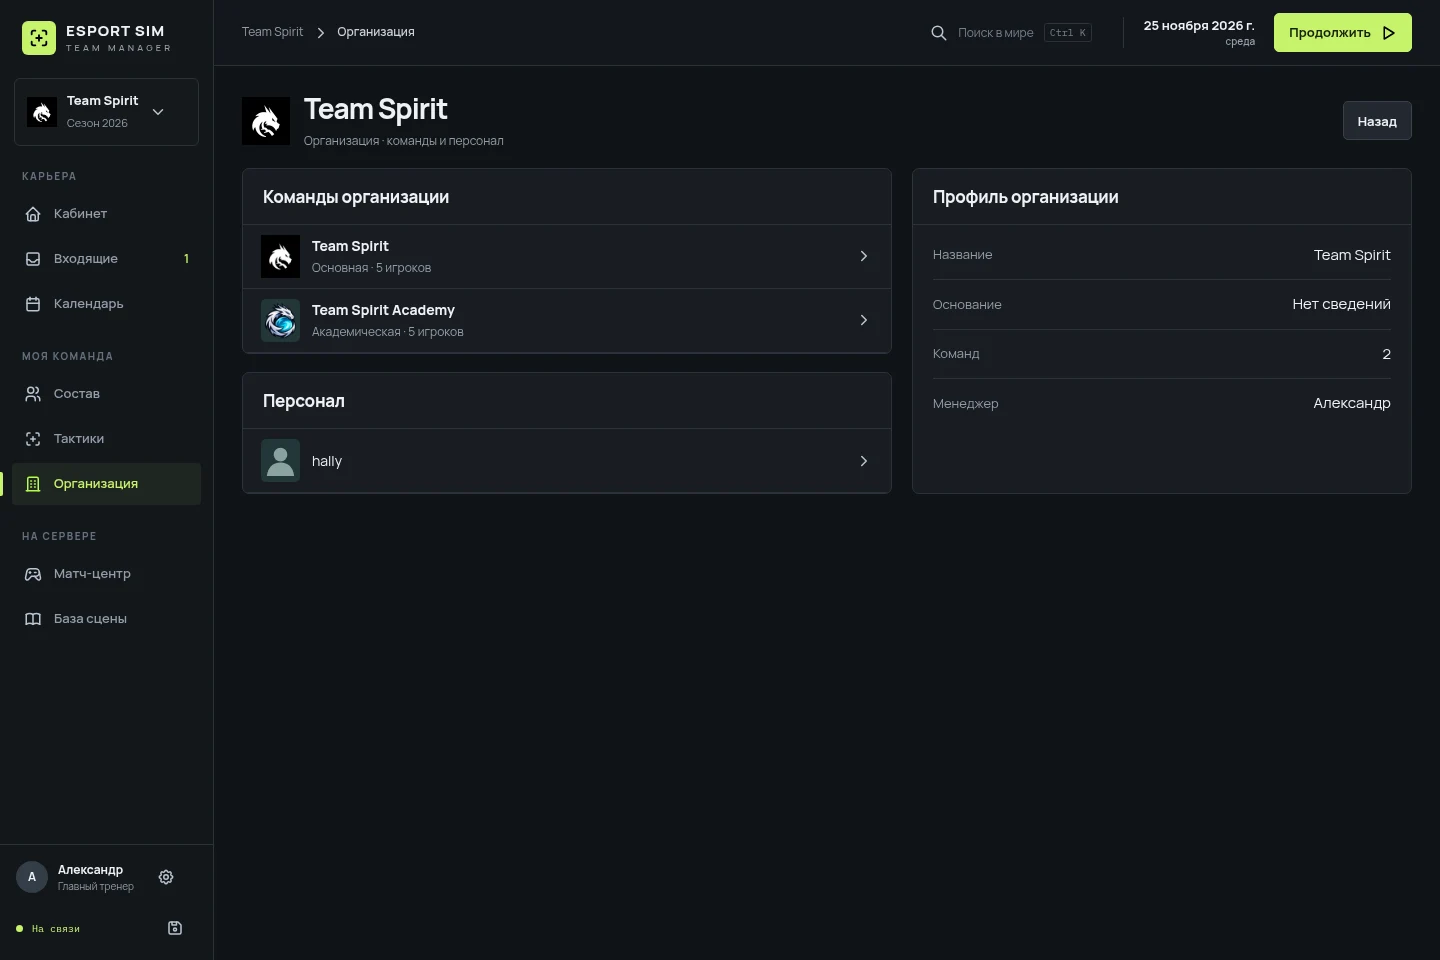 ESPORT SIM
TEAM MANAGER
Team Spirit
Сезон 2026
КАРЬЕРА
Кабинет
Входящие 1
Календарь
МОЯ КОМАНДА
Состав
Тактики
Организация
НА СЕРВЕРЕ
Матч-центр
База сцены
А
Александр
Главный тренер
На связи
Team Spirit Организация
Поиск в мире Ctrl K
25 ноября 2026 г.
среда
Продолжить
Team Spirit
Организация · команды и персонал
Назад
Команды организации
Team Spirit
Основная · 5 игроков
Team Spirit Academy
Академическая · 5 игроков
Персонал
hally
Профиль организации
Название Team Spirit
Основание Нет сведений
Команд 2
Менеджер Александр